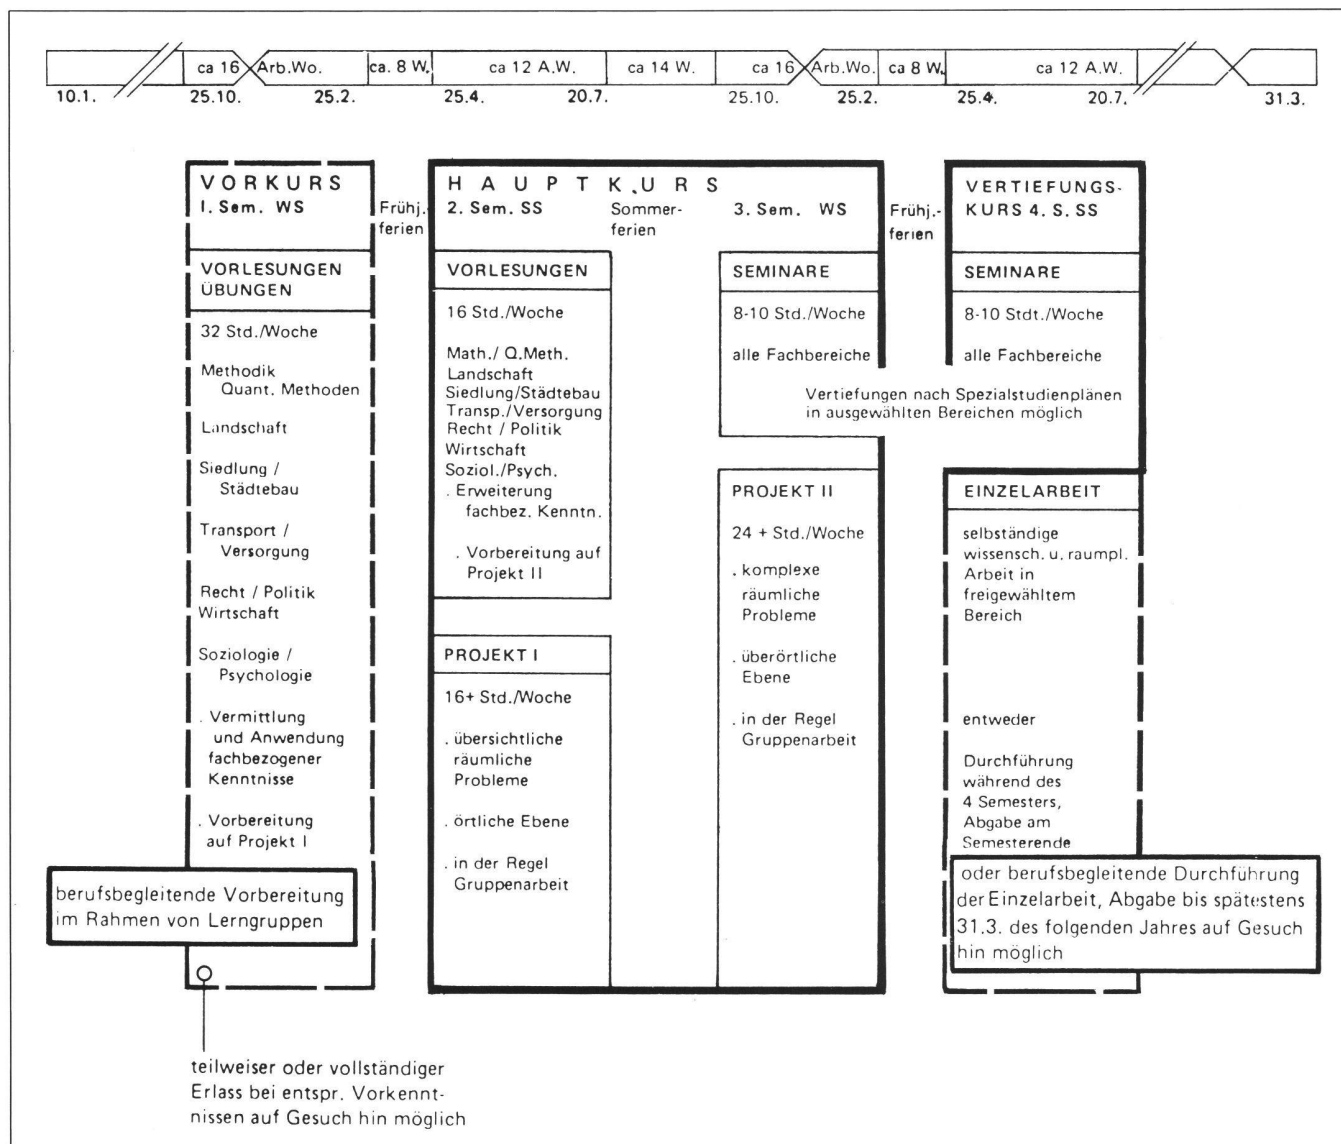 ca 16 Arb.Wo. ca. 8 W. ca 12 A.W. ca 14 W. ca 16 Arb.Wo. ca 8 W. ca 12 A.W.
10.1. 25.10. 25.2. 25.4. 20.7. 25.10. 25.2. 25.4. 20.7. 31.3.
VORKURS
1. Sem. WS
VORLESUNGEN
ÜBUNGEN
32 Std./Woche
Methodik
Quant. Methoden
Landschaft
Siedlung /
Städtebau
Transport /
Versorgung
Recht / Politik
Wirtschaft
Soziologie /
Psychologie
. Vermittlung
und Anwendung
fachbezogener
Kenntnisse
. Vorbereitung
auf Projekt I
berufsbegleitende Vorbereitung
im Rahmen von Lerngruppen
teilweiser oder vollständiger
Erlass bei entspr. Vorkennt-
nissen auf Gesuch hin möglich
Frühj.-
ferien
HAUPTKURS
2. Sem. SS
Sommer-
ferien
3. Sem. WS
VORLESUNGEN
16 Std./Woche
Math./ Q.Meth.
Landschaft
Siedlung/Städtebau
Transp./Versorgung
Recht / Politik
Wirtschaft
Soziol./Psych.
. Erweiterung
fachbez. Kenntn.
. Vorbereitung auf
Projekt II
PROJEKT I
16+ Std./Woche
. übersichtliche
räumliche
Probleme
. örtliche Ebene
. in der Regel
Gruppenarbeit
SEMINARE
8-10 Std./Woche
alle Fachbereiche
Vertiefungen nach Spezialstudienplänen
in ausgewählten Bereichen möglich
PROJEKT II
24 + Std./Woche
. komplexe
räumliche
Probleme
. überörtliche
Ebene
. in der Regel
Gruppenarbeit
Frühj.-
ferien
VERTIEFUNGS-
KURS 4. S. SS
SEMINARE
8-10 Stdt./Woche
alle Fachbereiche
EINZELARBEIT
selbständige
wissensch. u. raumpl.
Arbeit in
freigewähltem
Bereich
entweder
Durchführung
während des
4 Semesters,
Abgabe am
Semesterende
oder berufsbegleitende Durchführung
der Einzelarbeit, Abgabe bis spätestens
31.3. des folgenden Jahres auf Gesuch
hin möglich